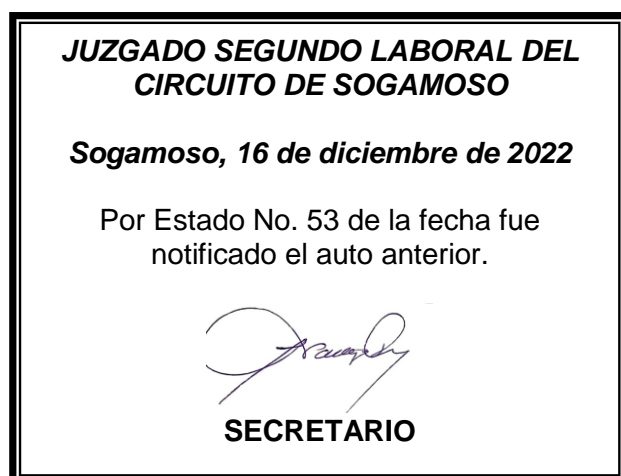 JUZGADO SEGUNDO LABORAL DEL
CIRCUITO DE SOGAMOSO
Sogamoso, 16 de diciembre de 2022
Por Estado No. 53 de la fecha fue
notificado el auto anterior.
SECRETARIO